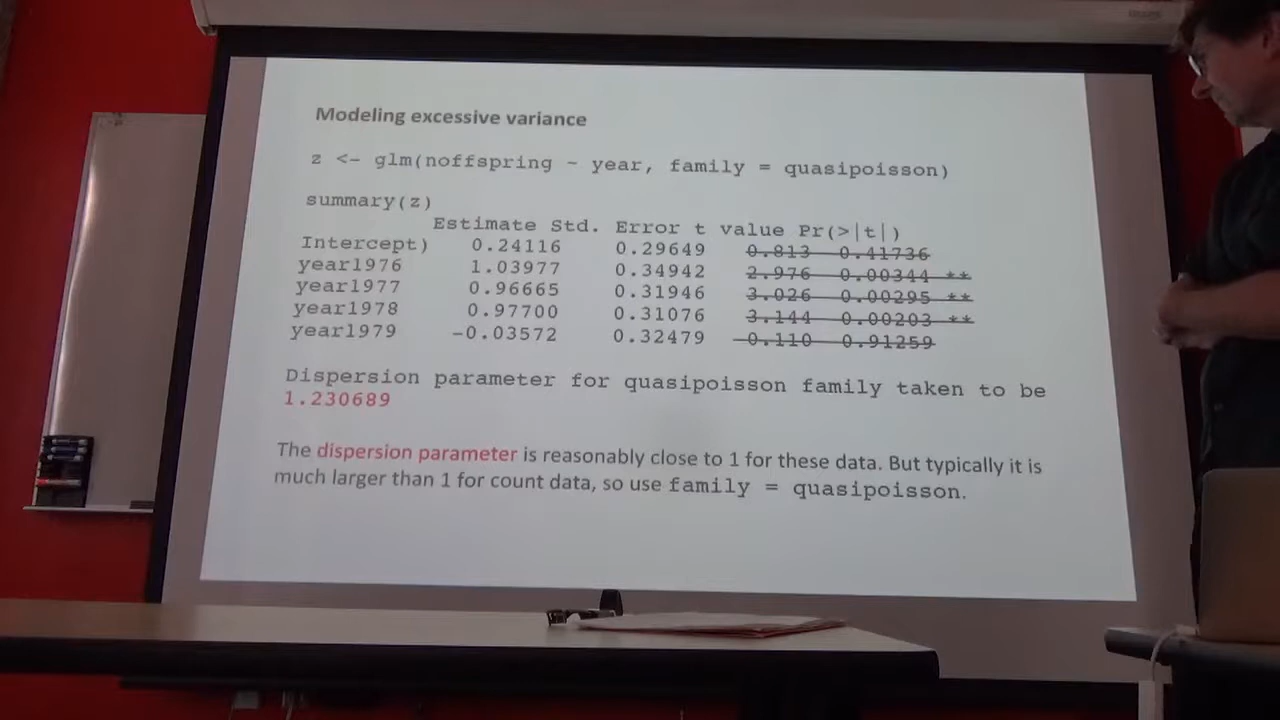 Modeling excessive variance
z <- glm(noffspring ~ year, family = quasipoisson)
summary(z)
Estimate Std. Error t value Pr(>|t|)
Intercept) 0.24116 0.29649 0.813 0.41736
year1976 1.03977 0.34942 2.976 0.00344 **
year1977 0.96665 0.31946 3.026 0.00295 **
year1978 0.97700 0.31076 3.144 0.00203 **
year1979 -0.03572 0.32479 -0.110 0.91259
Dispersion parameter for quasipoisson family taken to be
1.230689
The dispersion parameter is reasonably close to 1 for these data. But typically it is
much larger than 1 for count data, so use family = quasipoisson.